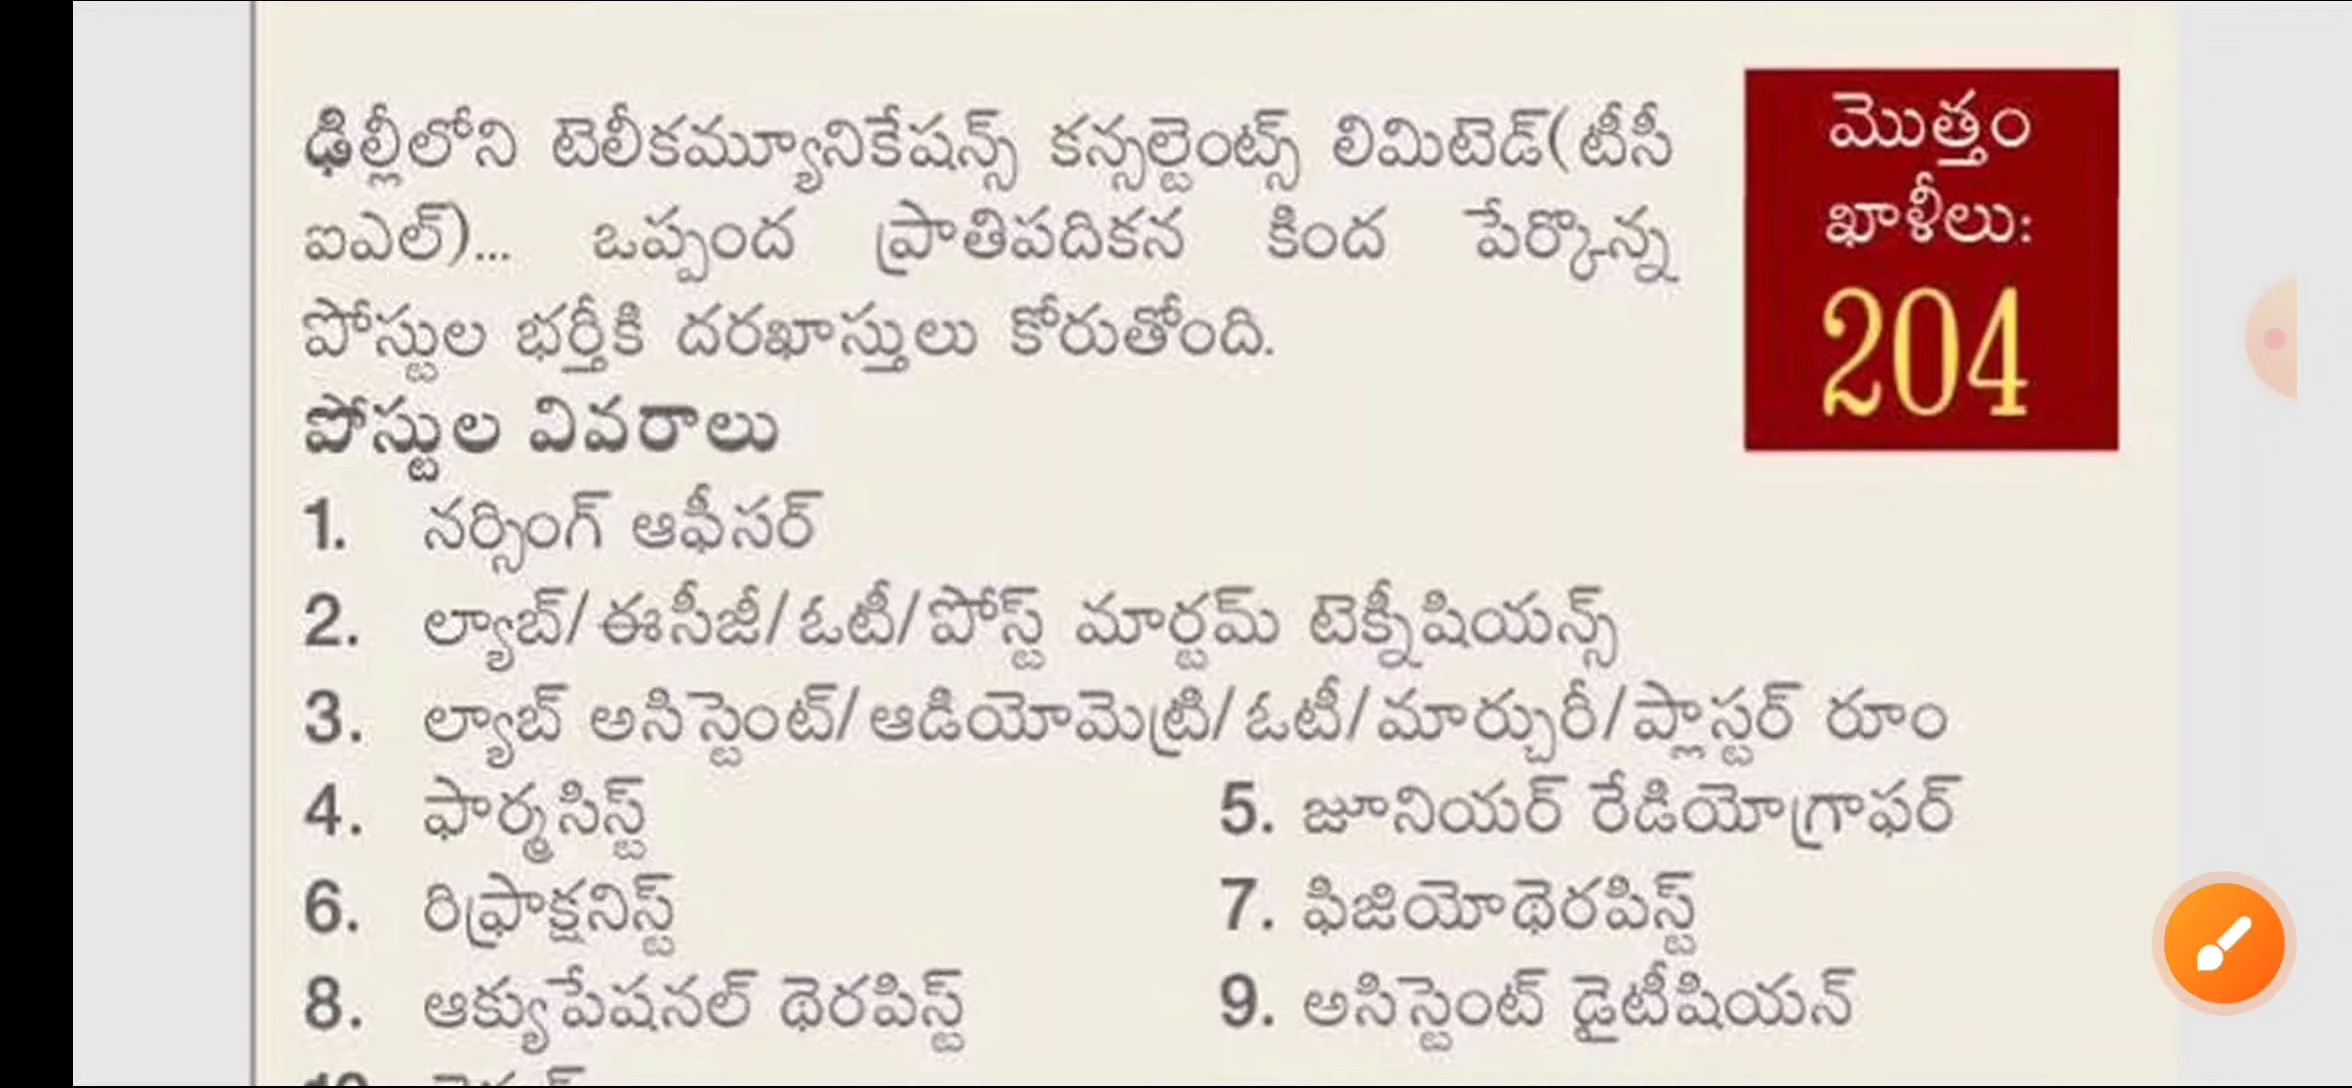 ఢిల్లీలోని టెలీకమ్యూనికేషన్స్ కన్సల్టెంట్స్ లిమిటెడ్(టీసీ
ఐఎల్)... ఒప్పంద ప్రాతిపదికన కింద పేర్కొన్న
పోస్టుల భర్తీకి దరఖాస్తులు కోరుతోంది.
మొత్తం
ఖాళీలు:
204
పోస్టుల వివరాలు
1. నర్సింగ్ ఆఫీసర్
2. ల్యాబ్/ఈసీజీ/ఓటీ/పోస్ట్ మార్టమ్ టెక్నీషియన్స్
3. ల్యాబ్ అసిస్టెంట్/ఆడియోమెట్రి/ఓటీ/మార్చురీ/ప్లాస్టర్ రూం
4. ఫార్మసిస్ట్ 5. జూనియర్ రేడియోగ్రాఫర్
6. రిఫ్రాక్షనిస్ట్ 7. ఫిజియోథెరపిస్ట్
8. ఆక్యుపేషనల్ థెరపిస్ట్ 9. అసిస్టెంట్ డైటీషియన్